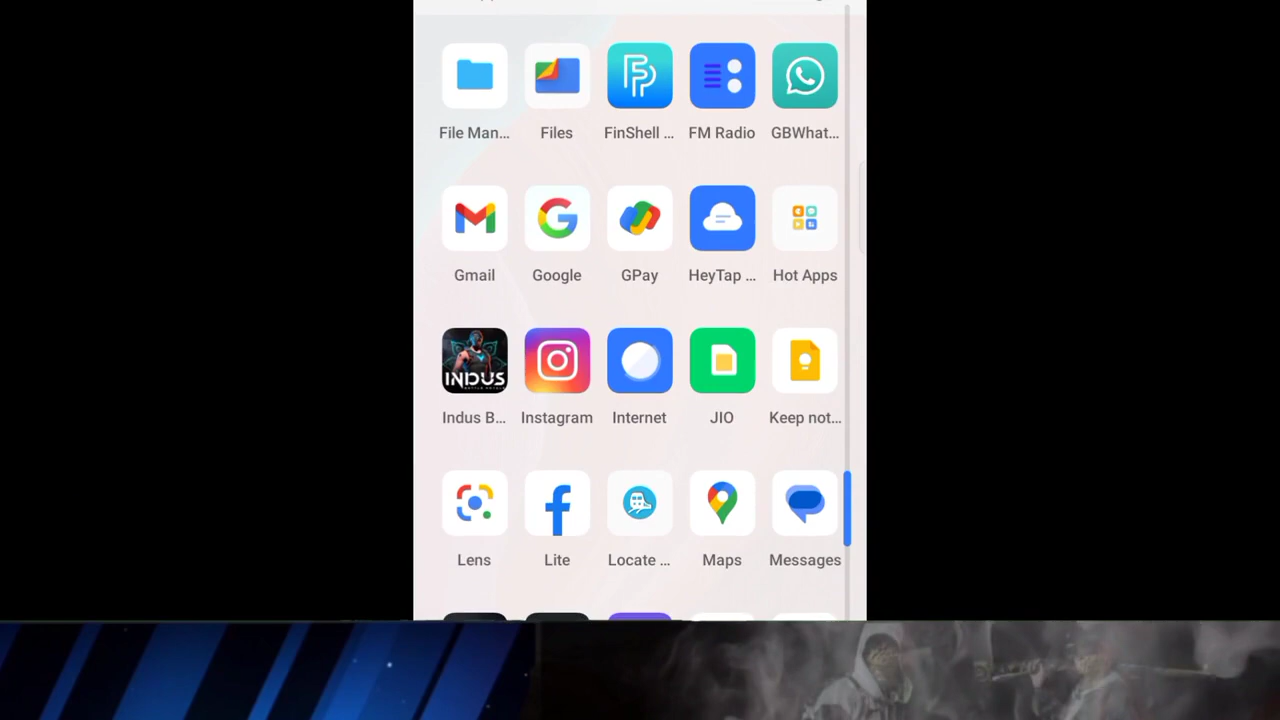 File Man...
Files
FinShell ...
FM Radio
GBWhat...
Gmail
Google
GPay
HeyTap ...
Hot Apps
INDUS
Indus B...
Instagram
Internet
JIO
Keep not...
Lens
Lite
Locate ...
Maps
Messages